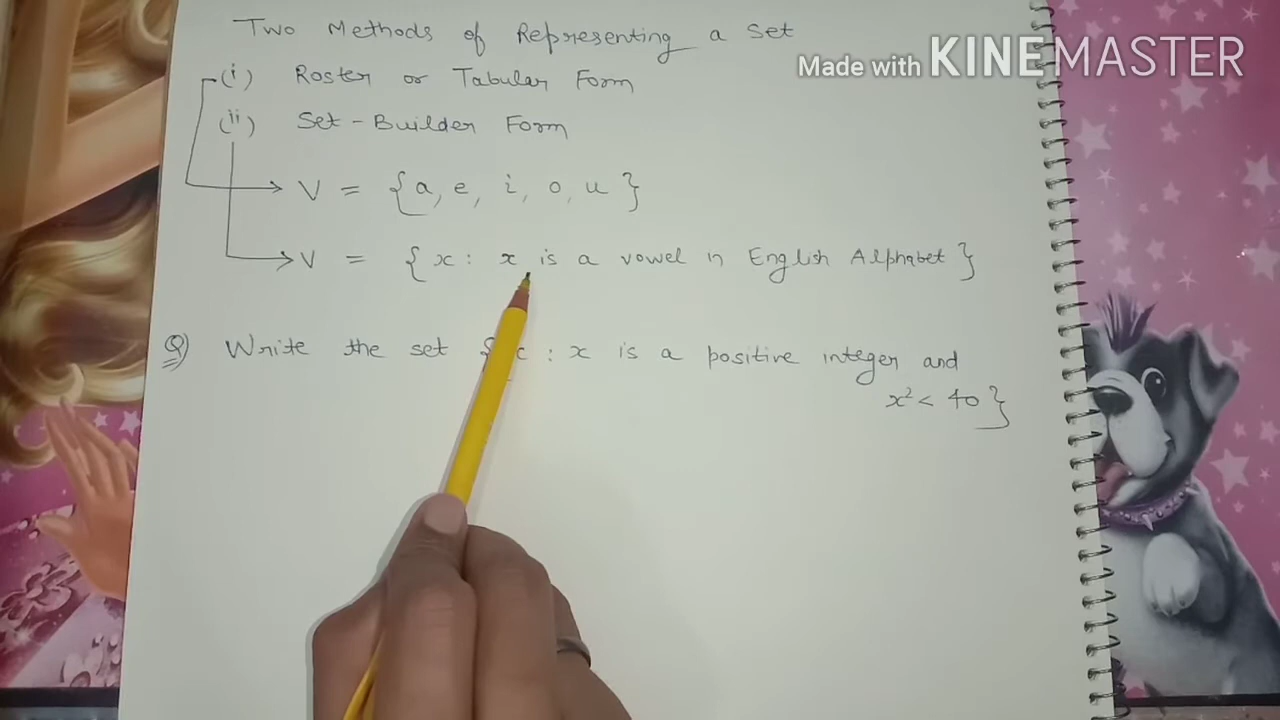 Two Methods of Representing a Set
Made with KINEMASTER
(i) Roster or Tabular Form
(ii) Set-Builder Form
V = {a, e, i, o, u}
V = {x: x is a vowel in English Alphabet}
Q) Write the set {x : x is a positive integer and
x² < 40}